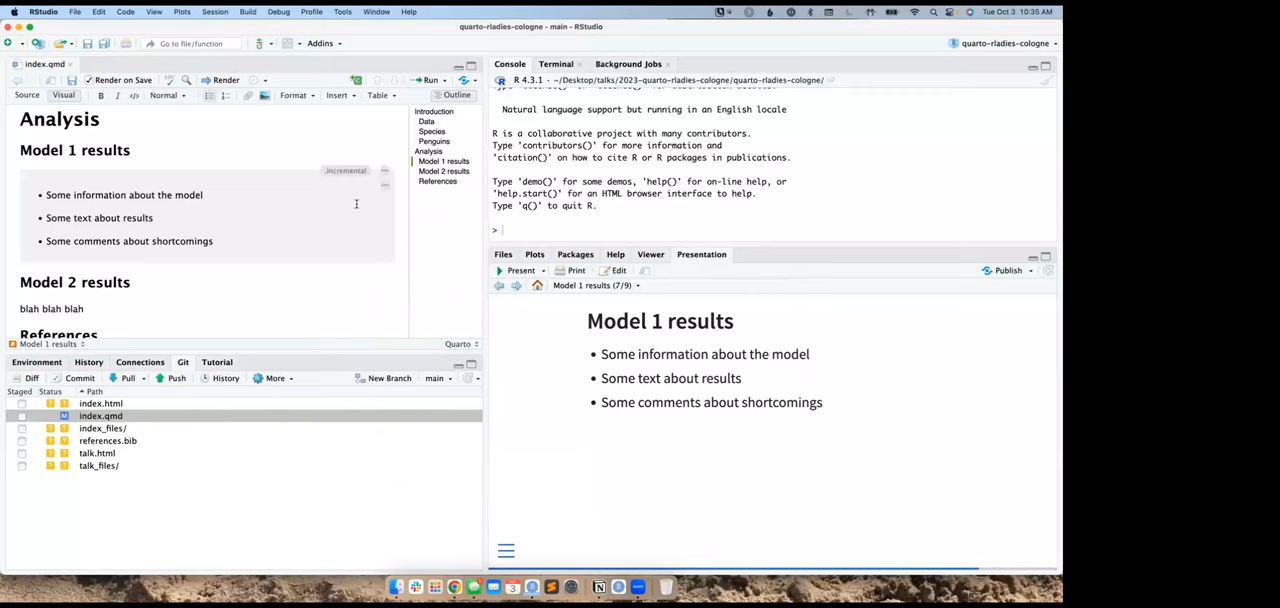 RStudio File Edit Code View Plots Session Build Debug Profile Tools Window Help Tue Oct 3 10:35 AM
quarto-rladies-cologne - main - RStudio
Go to file/function Addins quarto-rladies-cologne
index.qmd
Render on Save Render Run
Source Visual B I Normal Format Insert Table Outline
Analysis
Model 1 results
.incremental
Some information about the model
Some text about results
Some comments about shortcomings
Model 2 results
blah blah blah
References
Introduction
Data
Species
Penguins
Analysis
Model 1 results
Model 2 results
References
Model 1 results Quarto
Environment History Connections Git Tutorial
Diff Commit Pull Push History More New Branch main
Staged Status Path
index.html
M index.qmd
index_files/
references.bib
talk.html
talk_files/
Console Terminal Background Jobs
R 4.3.1 · ~/Desktop/talks/2023-quarto-rladies-cologne/quarto-rladies-cologne/
Natural language support but running in an English locale
R is a collaborative project with many contributors.
Type 'contributors()' for more information and
'citation()' on how to cite R or R packages in publications.
Type 'demo()' for some demos, 'help()' for on-line help, or
'help.start()' for an HTML browser interface to help.
Type 'q()' to quit R.
>
Files Plots Packages Help Viewer Presentation
Present Print Edit Publish
Model 1 results (7/9)
Model 1 results
Some information about the model
Some text about results
Some comments about shortcomings